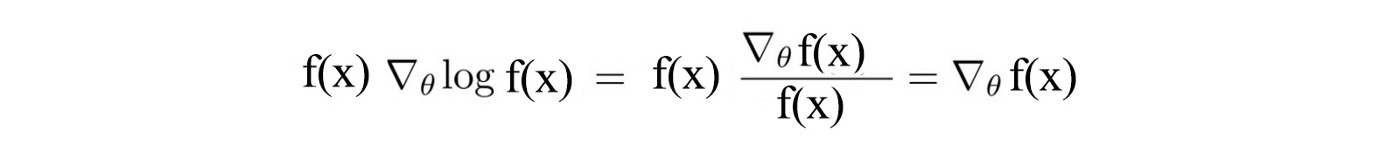 f(x) ∇θ log f(x) = f(x) ∇θ f(x) / f(x) = ∇θ f(x)